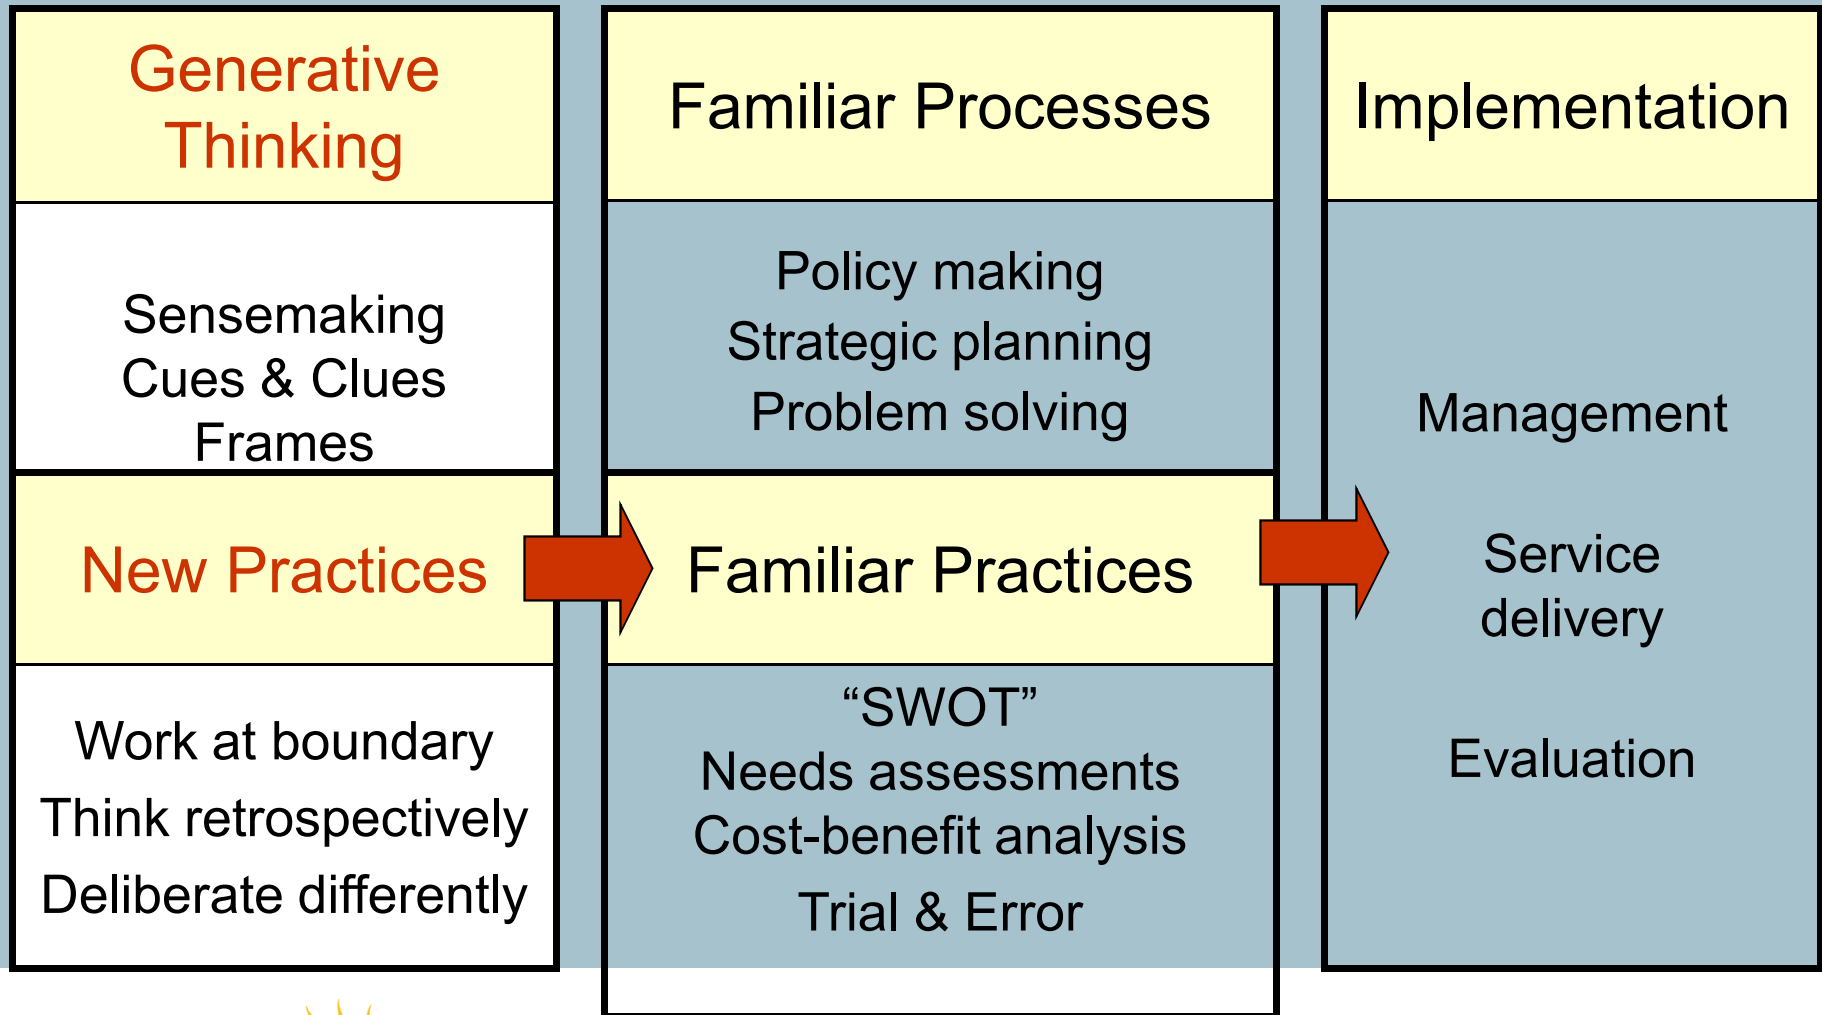 Generative
Thinking
Sensemaking
Cues & Clues
Frames
New Practices
Work at boundary
Think retrospectively
Deliberate differently
Familiar Processes
Policy making
Strategic planning
Problem solving
Familiar Practices
“SWOT”
Needs assessments
Cost-benefit analysis
Trial & Error
Implementation
Management
Service
delivery
Evaluation